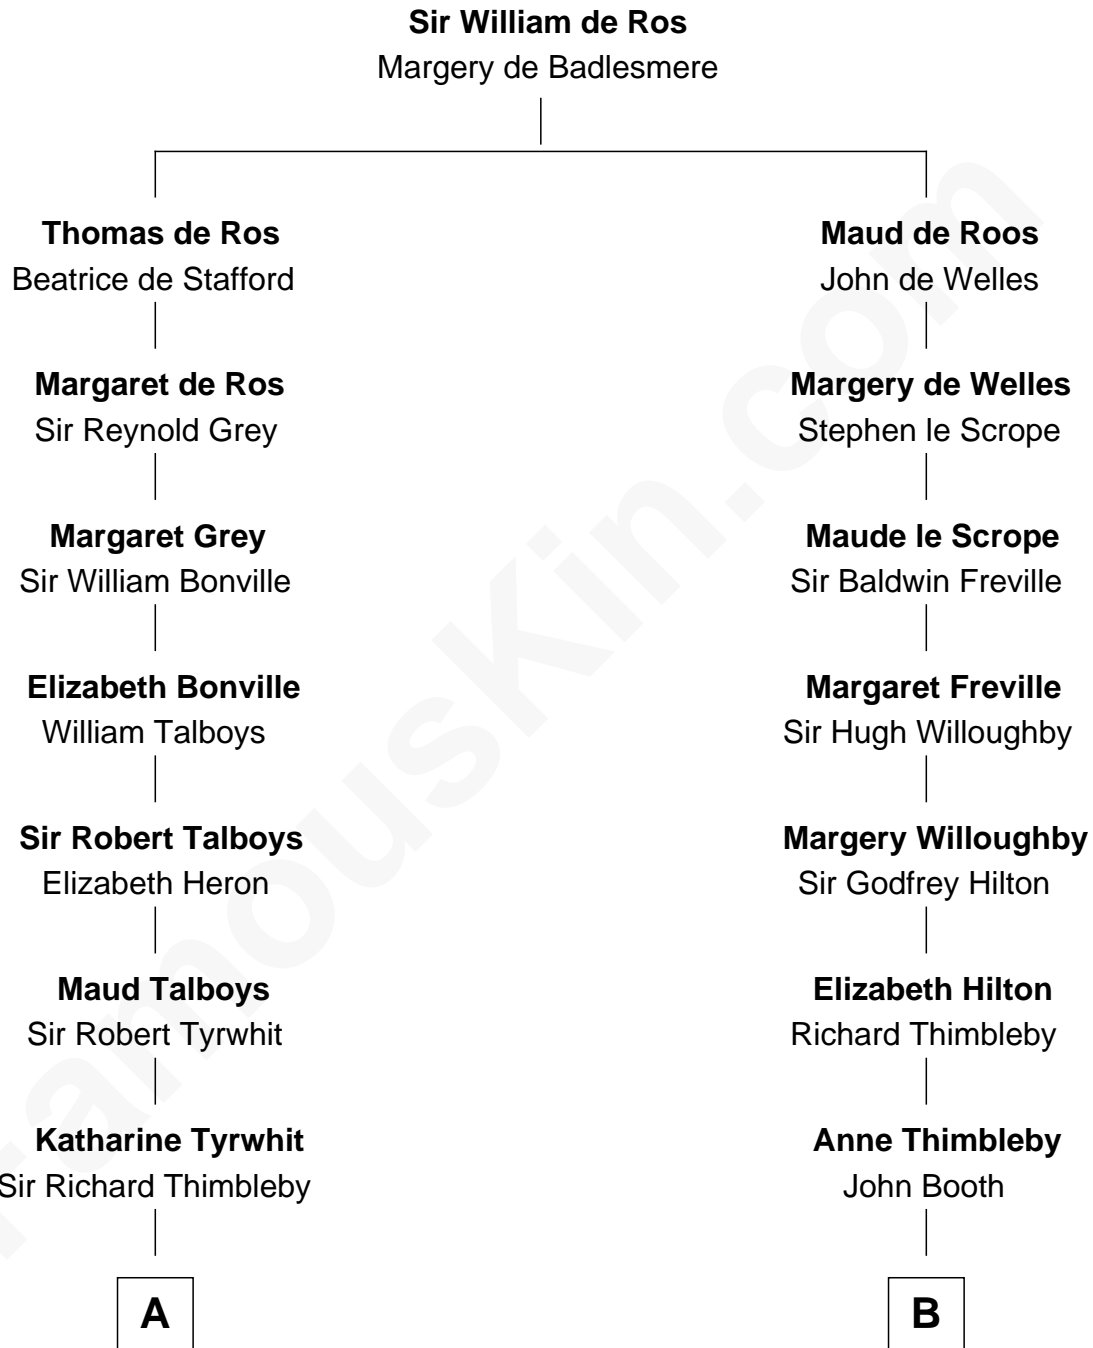 Sir William de Ros
Margery de Badlesmere
Thomas de Ros
Beatrice de Stafford
Margaret de Ros
Sir Reynold Grey
Margaret Grey
Sir William Bonville
Elizabeth Bonville
William Talboys
Sir Robert Talboys
Elizabeth Heron
Maud Talboys
Sir Robert Tyrwhit
Katharine Tyrwhit
Sir Richard Thimbleby
A
Maud de Roos
John de Welles
Margery de Welles
Stephen le Scrope
Maude le Scrope
Sir Baldwin Freville
Margaret Freville
Sir Hugh Willoughby
Margery Willoughby
Sir Godfrey Hilton
Elizabeth Hilton
Richard Thimbleby
Anne Thimbleby
John Booth
B
FamousKin.com